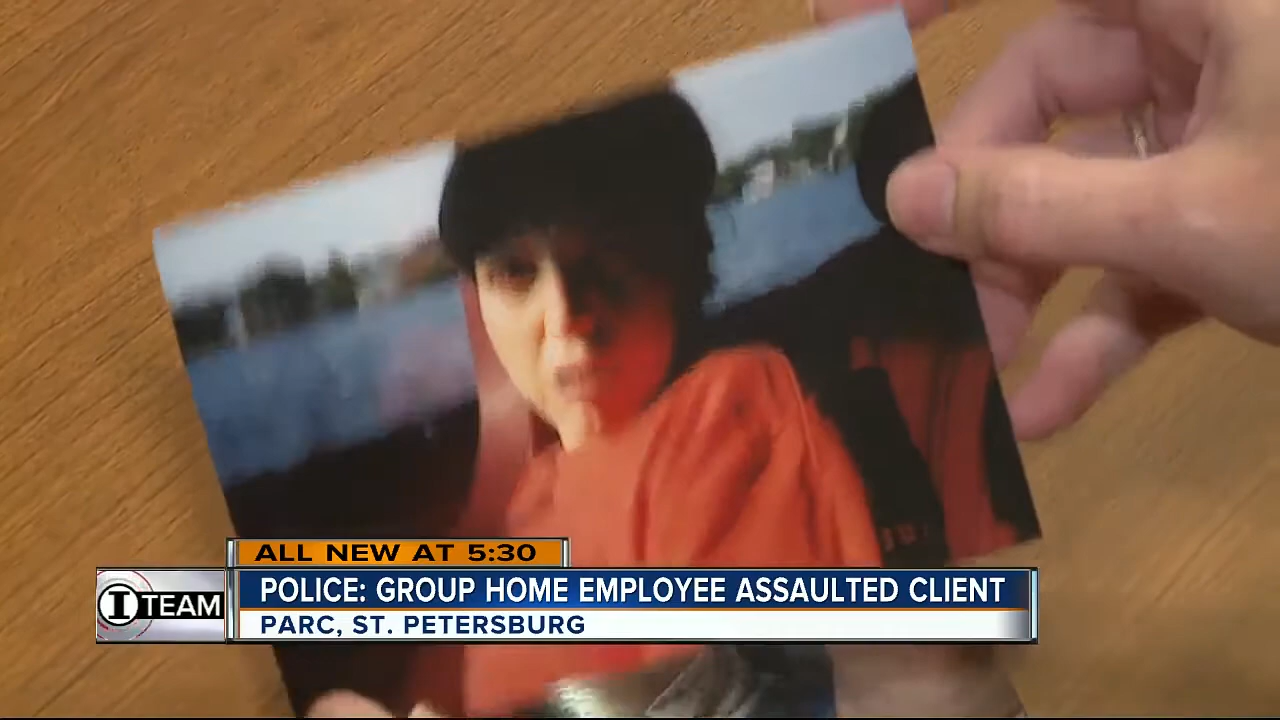 ALL NEW AT 5:30
I TEAM
POLICE: GROUP HOME EMPLOYEE ASSAULTED CLIENT
PARC, ST. PETERSBURG